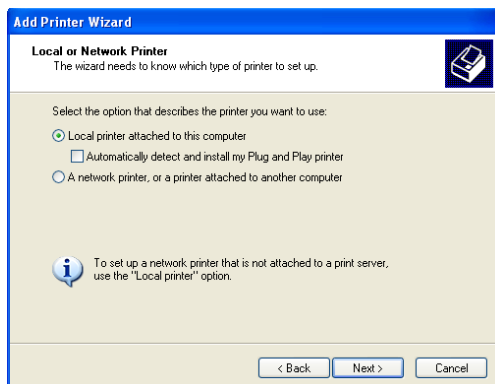 Add Printer Wizard
Local or Network Printer
The wizard needs to know which type of printer to set up.
Select the option that describes the printer you want to use:
Local printer attached to this computer
Automatically detect and install my Plug and Play printer
A network printer, or a printer attached to another computer
To set up a network printer that is not attached to a print server,
use the "Local printer" option.
< Back Next > Cancel